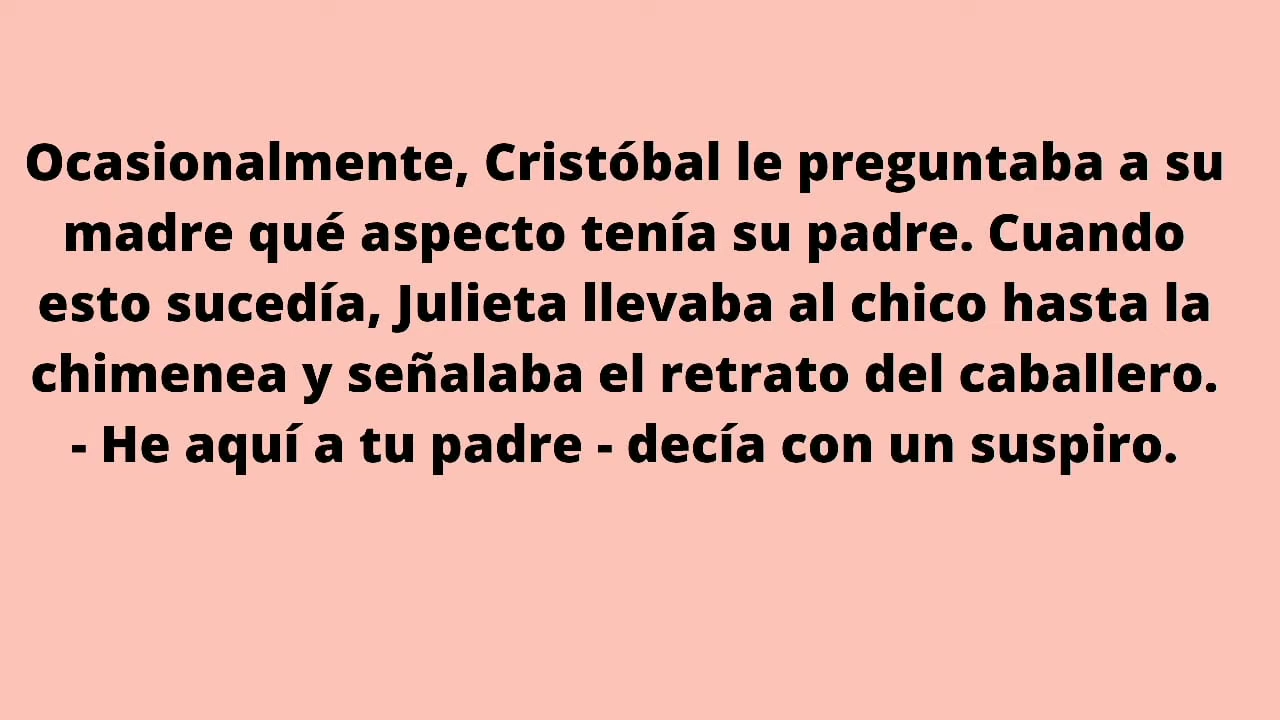 Ocasionalmente, Cristóbal le preguntaba a su
madre qué aspecto tenía su padre. Cuando
esto sucedía, Julieta llevaba al chico hasta la
chimenea y señalaba el retrato del caballero.
- He aquí a tu padre - decía con un suspiro.